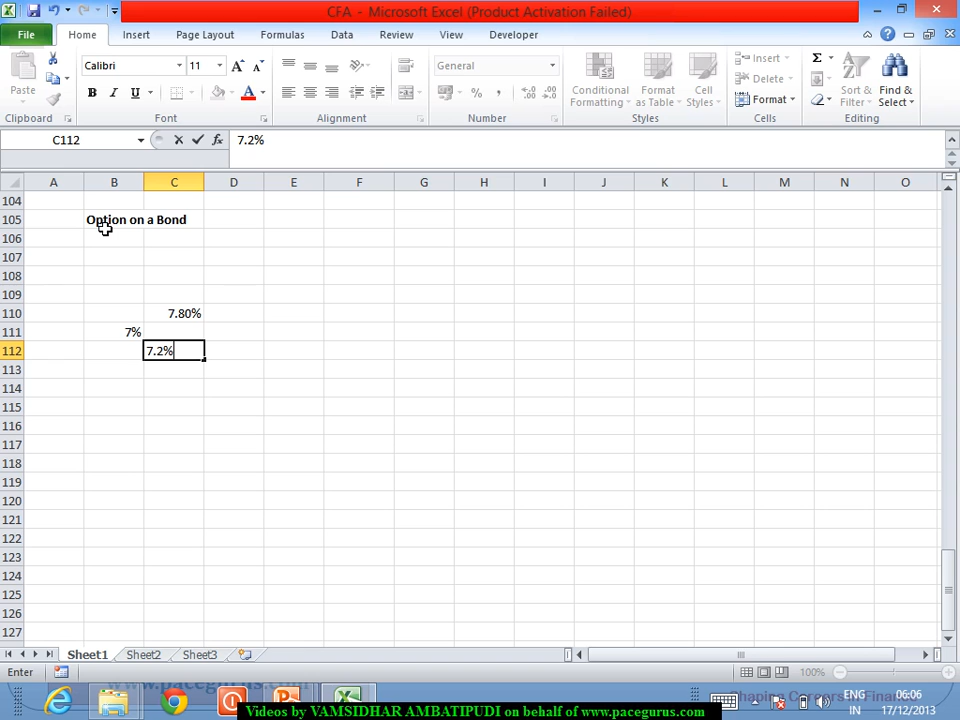 CFA - Microsoft Excel (Product Activation Failed)
File Home Insert Page Layout Formulas Data Review View Developer
Calibri 11 General Insert
Paste Conditional Format Cell Delete Sort & Find &
Formatting as Table Styles Format Filter Select
Clipboard Font Alignment Number Styles Cells Editing
C112 fx 7.2%
A B C D E F G H I J K L M N O
104
105 Option on a Bond
106
107
108
109
110 7.80%
111 7%
112 7.2%
113
114
115
116
117
118
119
120
121
122
123
124
125
126
127
Sheet1 Sheet2 Sheet3
Enter 100%
www.pacegurus.com
ENG 06:06
IN 17/12/2013
Videos by VAMSIDHAR AMBATIPUDI on behalf of www.pacegurus.com